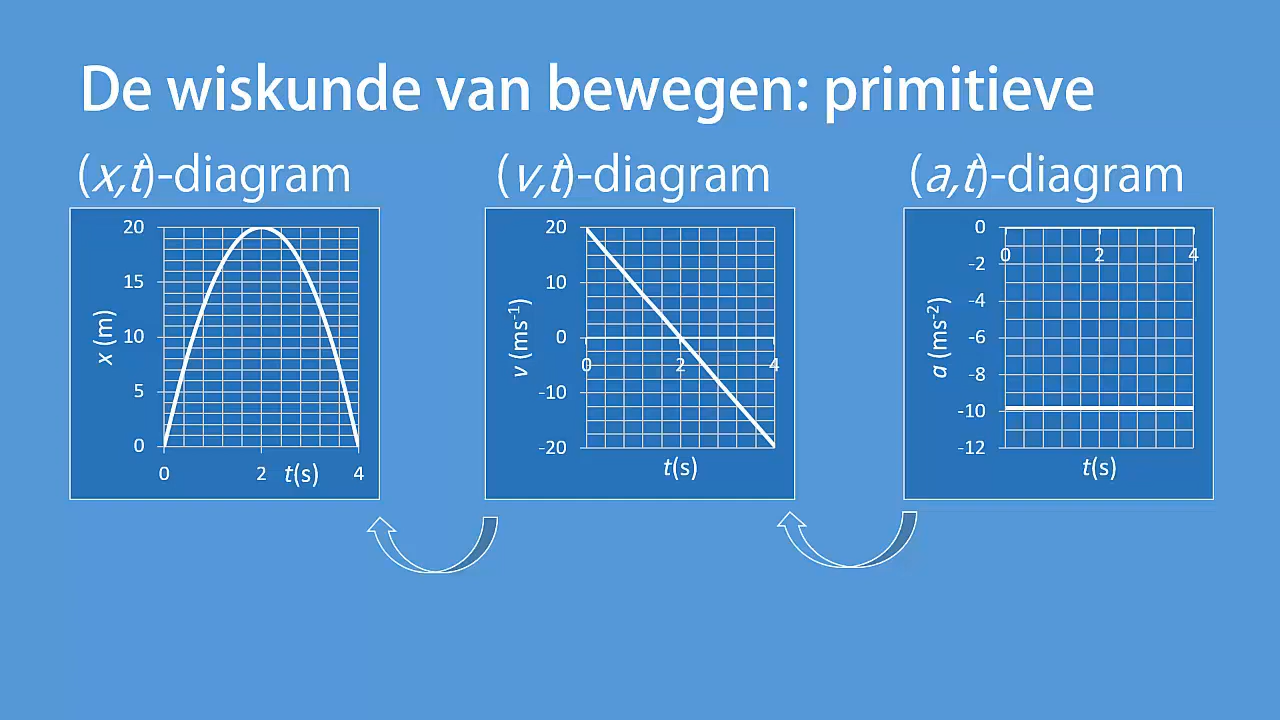 De wiskunde van bewegen: primitieve
(x,t)-diagram
(v,t)-diagram
(a,t)-diagram
20
15
10
5
0
x (m)
0
2
t(s)
4
20
10
0
-10
-20
v (ms⁻¹)
0
2
4
t(s)
0
-2
-4
-6
-8
-10
-12
a (ms⁻²)
0
2
4
t(s)